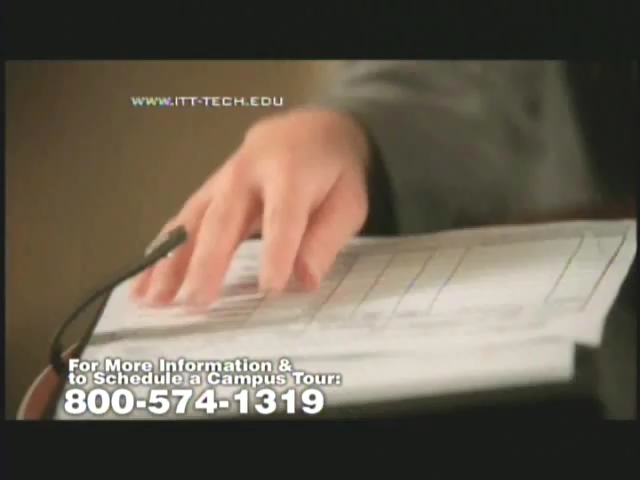 WWW.ITT-TECH.EDU
For More Information &
to Schedule a Campus Tour:
800-574-1319